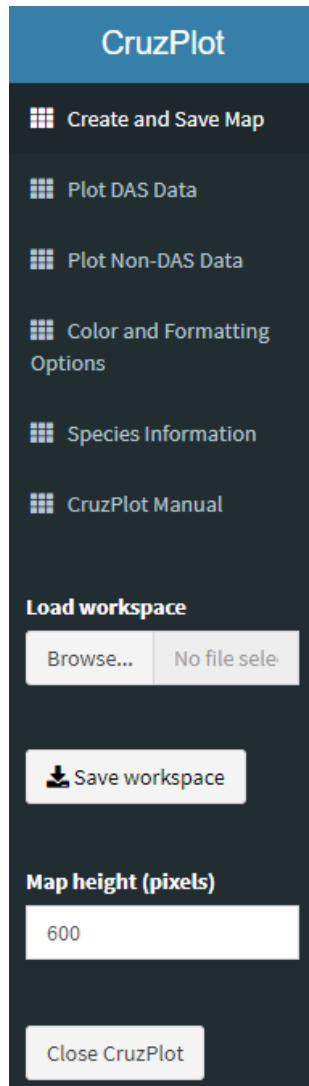 CruzPlot
Create and Save Map
Plot DAS Data
Plot Non-DAS Data
Color and Formatting
Options
Species Information
CruzPlot Manual
Load workspace
Browse... No file sele
Save workspace
Map height (pixels)
600
Close CruzPlot